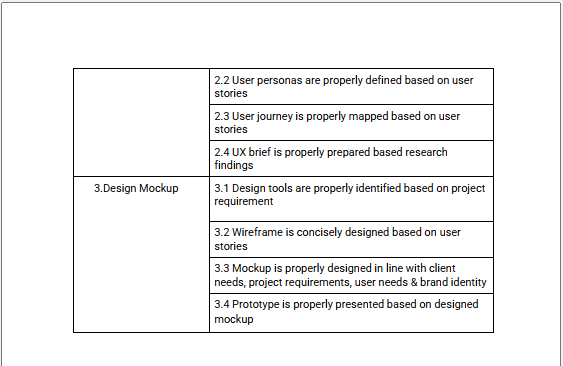 2.2 User personas are properly defined based on user
stories
2.3 User journey is properly mapped based on user
stories
2.4 UX brief is properly prepared based research
findings
3.Design Mockup
3.1 Design tools are properly identified based on project
requirement
3.2 Wireframe is concisely designed based on user
stories
3.3 Mockup is properly designed in line with client
needs, project requirements, user needs & brand identity
3.4 Prototype is properly presented based on designed
mockup